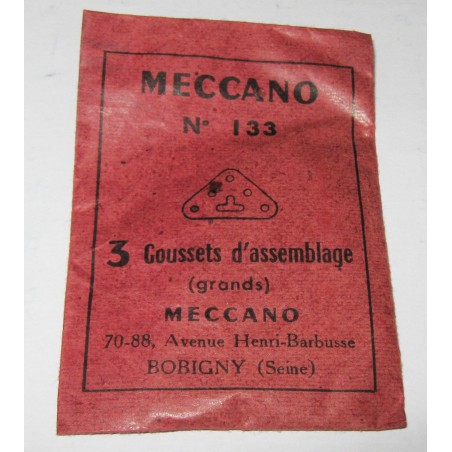 MECCANO
N° 133
3 Goussets d'assemblage
(grands)
MECCANO
70-88, Avenue Henri-Barbusse
BOBIGNY (Seine)